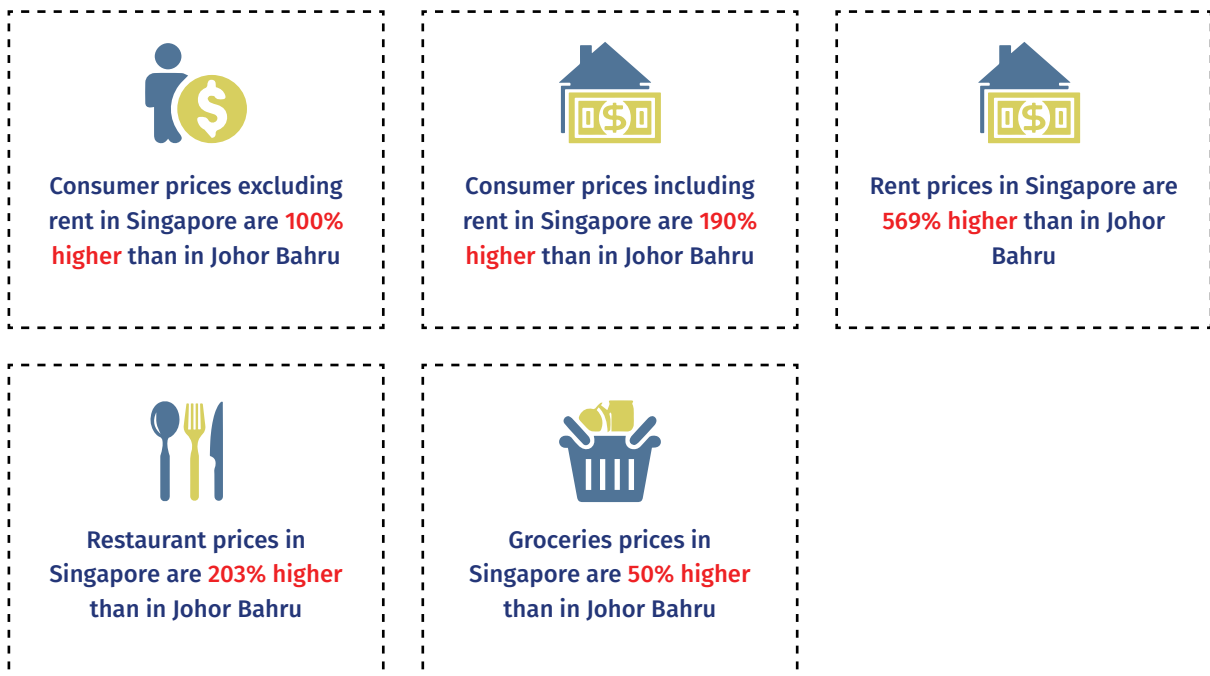 $
Consumer prices excluding
rent in Singapore are 100%
higher than in Johor Bahru
$
Consumer prices including
rent in Singapore are 190%
higher than in Johor Bahru
$
Rent prices in Singapore are
569% higher than in Johor
Bahru
Restaurant prices in
Singapore are 203% higher
than in Johor Bahru
Groceries prices in
Singapore are 50% higher
than in Johor Bahru